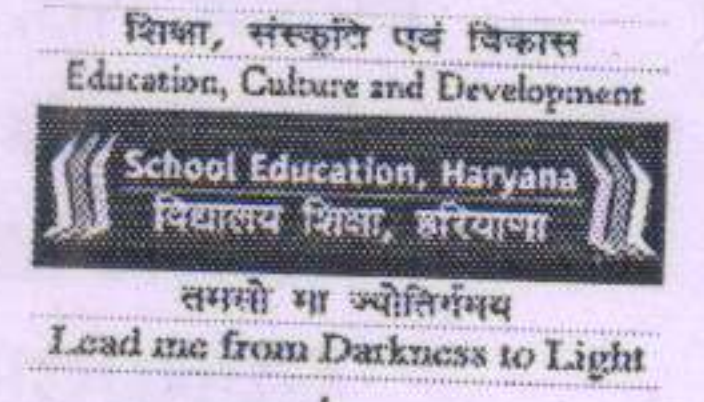 शिक्षा, संस्कृति एवं विकास
Education, Culture and Development
School Education, Haryana
विद्यालय शिक्षा, हरियाणा
तमसो मा ज्योतिर्गमय
Lead me from Darkness to Light